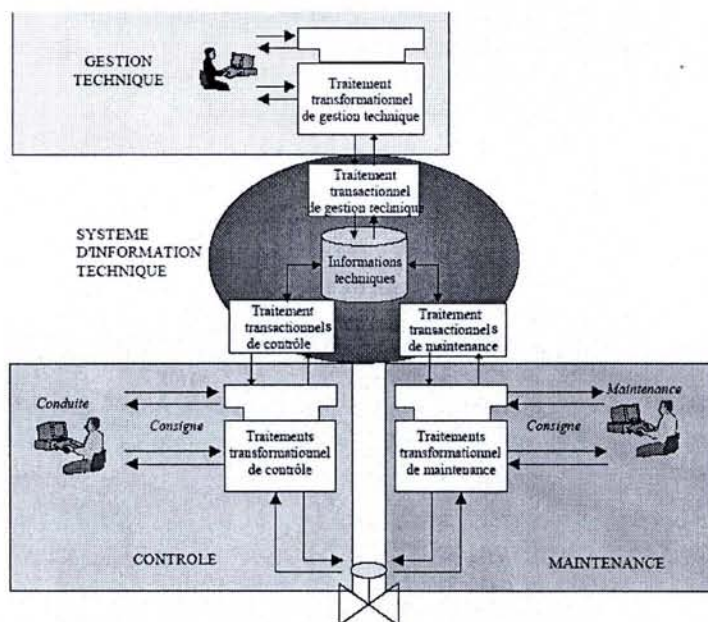 GESTION
TECHNIQUE
Traitement
transformationnel
de gestion technique
Traitement
transactionnel
de gestion technique
SYSTEME
D'INFORMATION
TECHNIQUE
Informations
techniques
Traitement
transactionnels
de contrôle
Traitement
transactionnels
de maintenance
Conduite
Consigne
Traitements
transformationnel
de contrôle
Traitements
transformationnel
de maintenance
Maintenance
Consigne
CONTROLE
MAINTENANCE